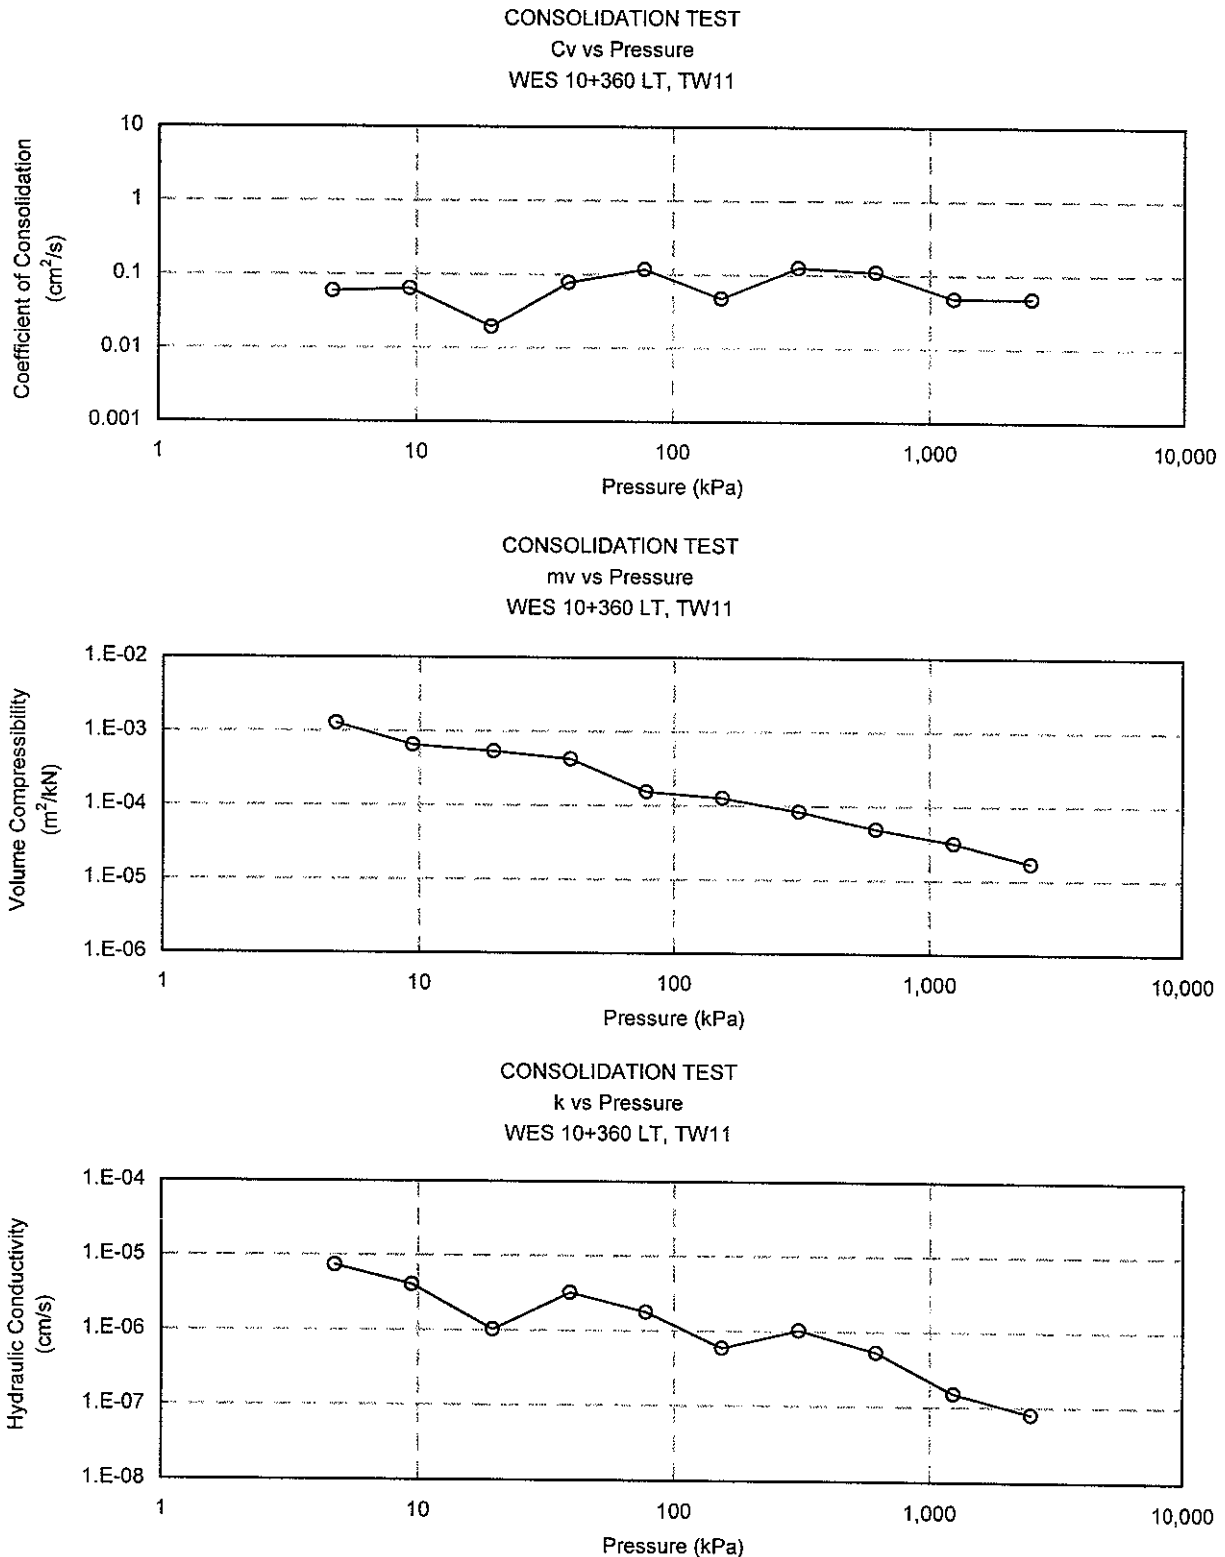 CONSOLIDATION TEST
Cv vs Pressure
WES 10+360 LT, TW11
10
1
0.1
0.01
0.001
Coefficient of Consolidation
(cm²/s)
1
10
100
1,000
10,000
Pressure (kPa)
CONSOLIDATION TEST
mv vs Pressure
WES 10+360 LT, TW11
1.E-02
1.E-03
1.E-04
1.E-05
1.E-06
Volume Compressibility
(m²/kN)
1
10
100
1,000
10,000
Pressure (kPa)
CONSOLIDATION TEST
k vs Pressure
WES 10+360 LT, TW11
1.E-04
1.E-05
1.E-06
1.E-07
1.E-08
Hydraulic Conductivity
(cm/s)
1
10
100
1,000
10,000
Pressure (kPa)